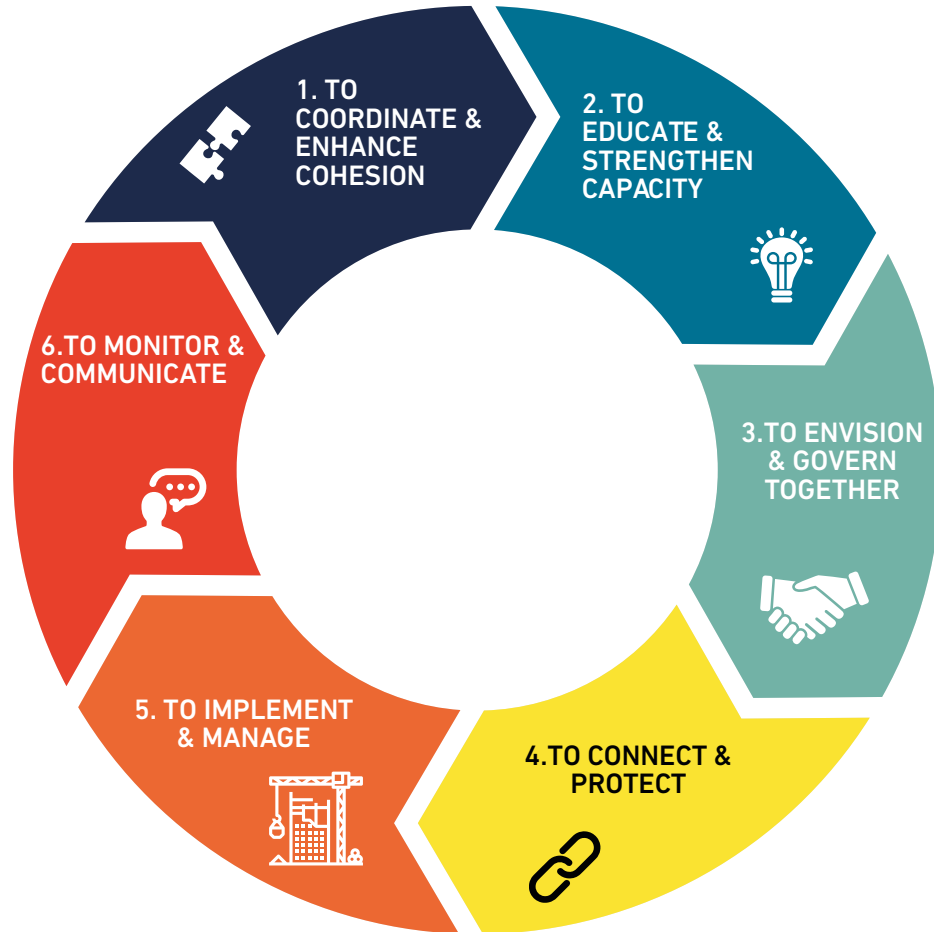 1. TO
COORDINATE &
ENHANCE
COHESION
2. TO
EDUCATE &
STRENGTHEN
CAPACITY
3.TO ENVISION
& GOVERN
TOGETHER
4.TO CONNECT &
PROTECT
5. TO IMPLEMENT
& MANAGE
6.TO MONITOR &
COMMUNICATE